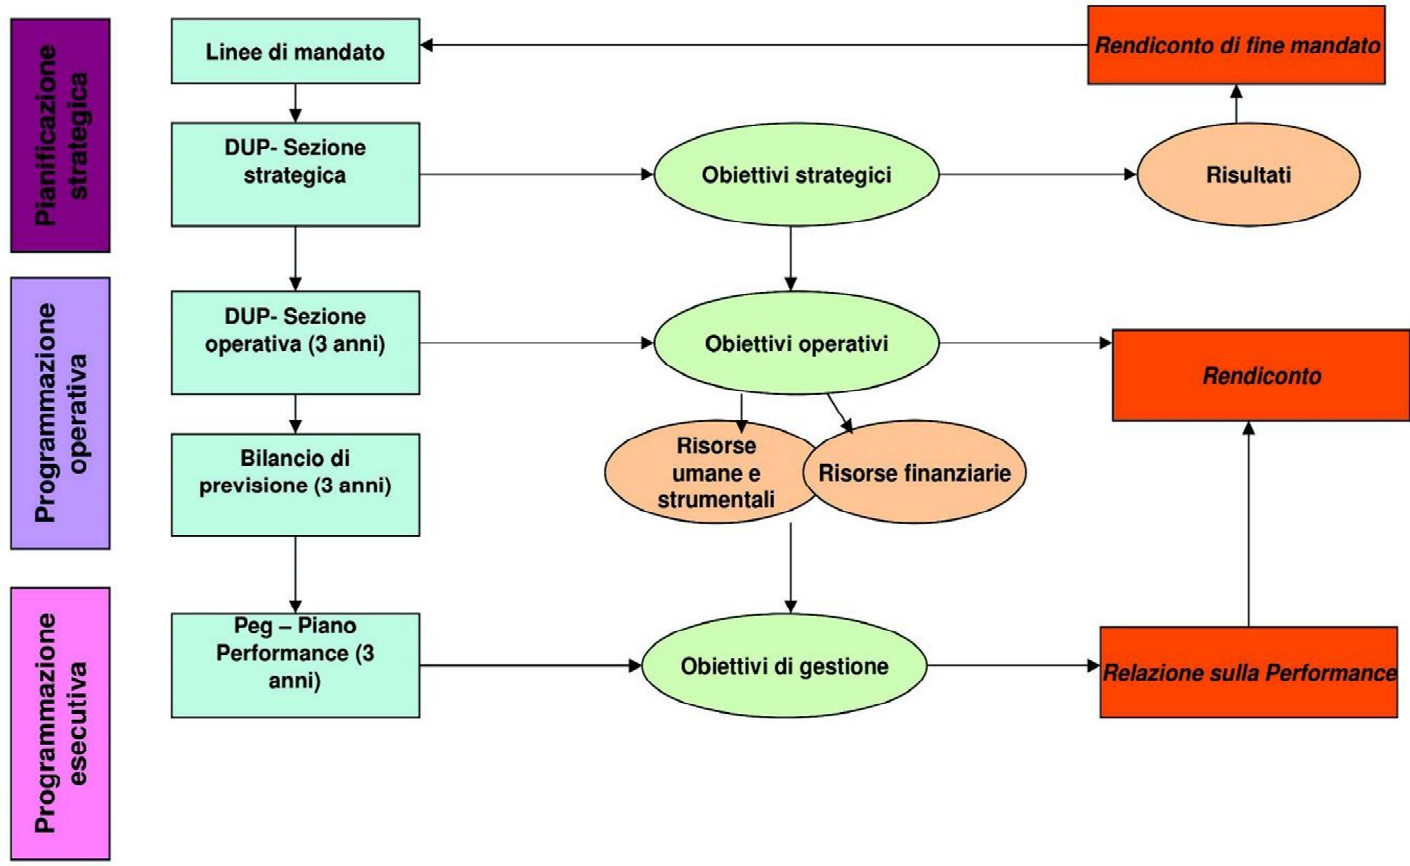 Pianificazione
strategica
Linee di mandato
Rendiconto di fine mandato
DUP- Sezione
strategica
Obiettivi strategici
Risultati
Programmazione
operativa
DUP- Sezione
operativa (3 anni)
Obiettivi operativi
Rendiconto
Bilancio di
previsione (3 anni)
Risorse
umane e
strumentali
Risorse finanziarie
Programmazione
esecutiva
Peg – Piano
Performance (3
anni)
Obiettivi di gestione
Relazione sulla Performance